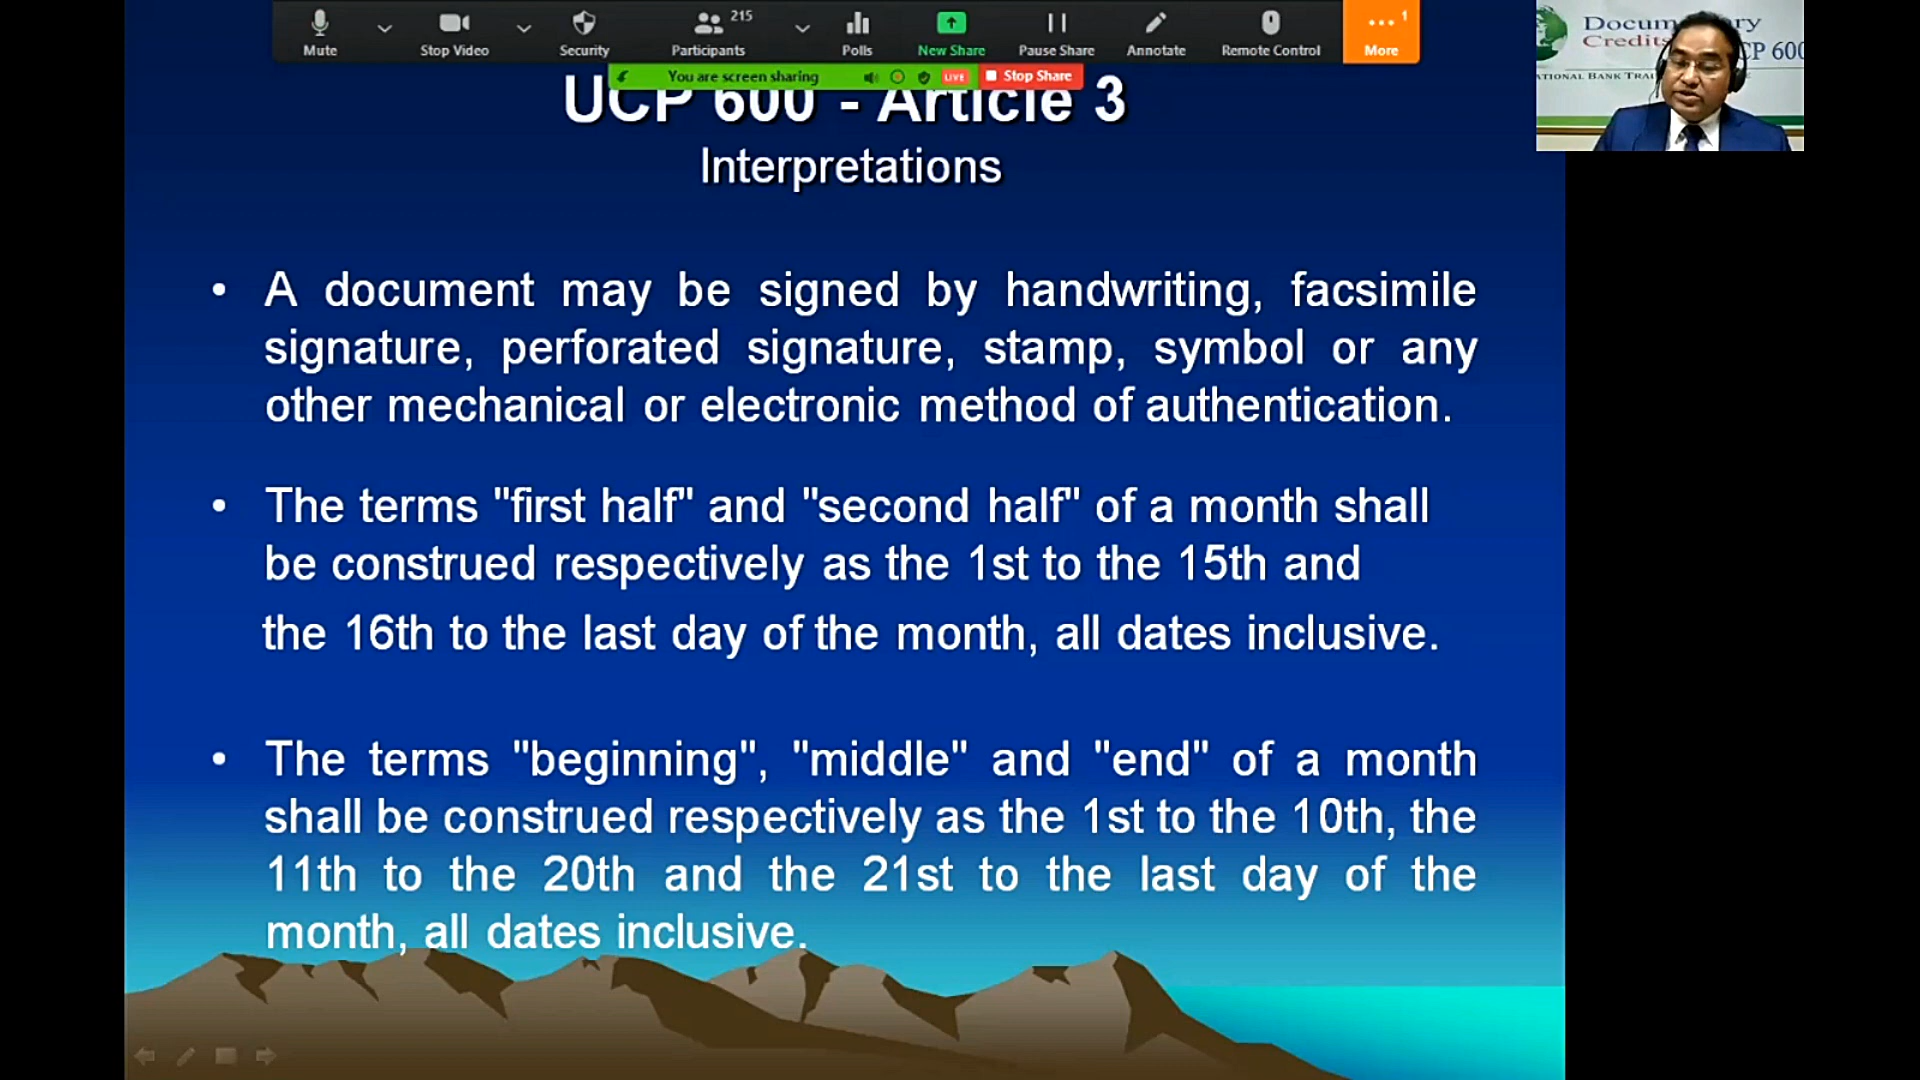 Mute
Stop Video
Security
Participants
215
Polls
New Share
Pause Share
Annotate
Remote Control
More
1
You are screen sharing
LIVE
Stop Share
UCP 600 - Article 3
Interpretations
• A document may be signed by handwriting, facsimile
signature, perforated signature, stamp, symbol or any
other mechanical or electronic method of authentication.
• The terms "first half" and "second half" of a month shall
be construed respectively as the 1st to the 15th and
the 16th to the last day of the month, all dates inclusive.
• The terms "beginning", "middle" and "end" of a month
shall be construed respectively as the 1st to the 10th, the
11th to the 20th and the 21st to the last day of the
month, all dates inclusive.
Credits
CP 600
BANK